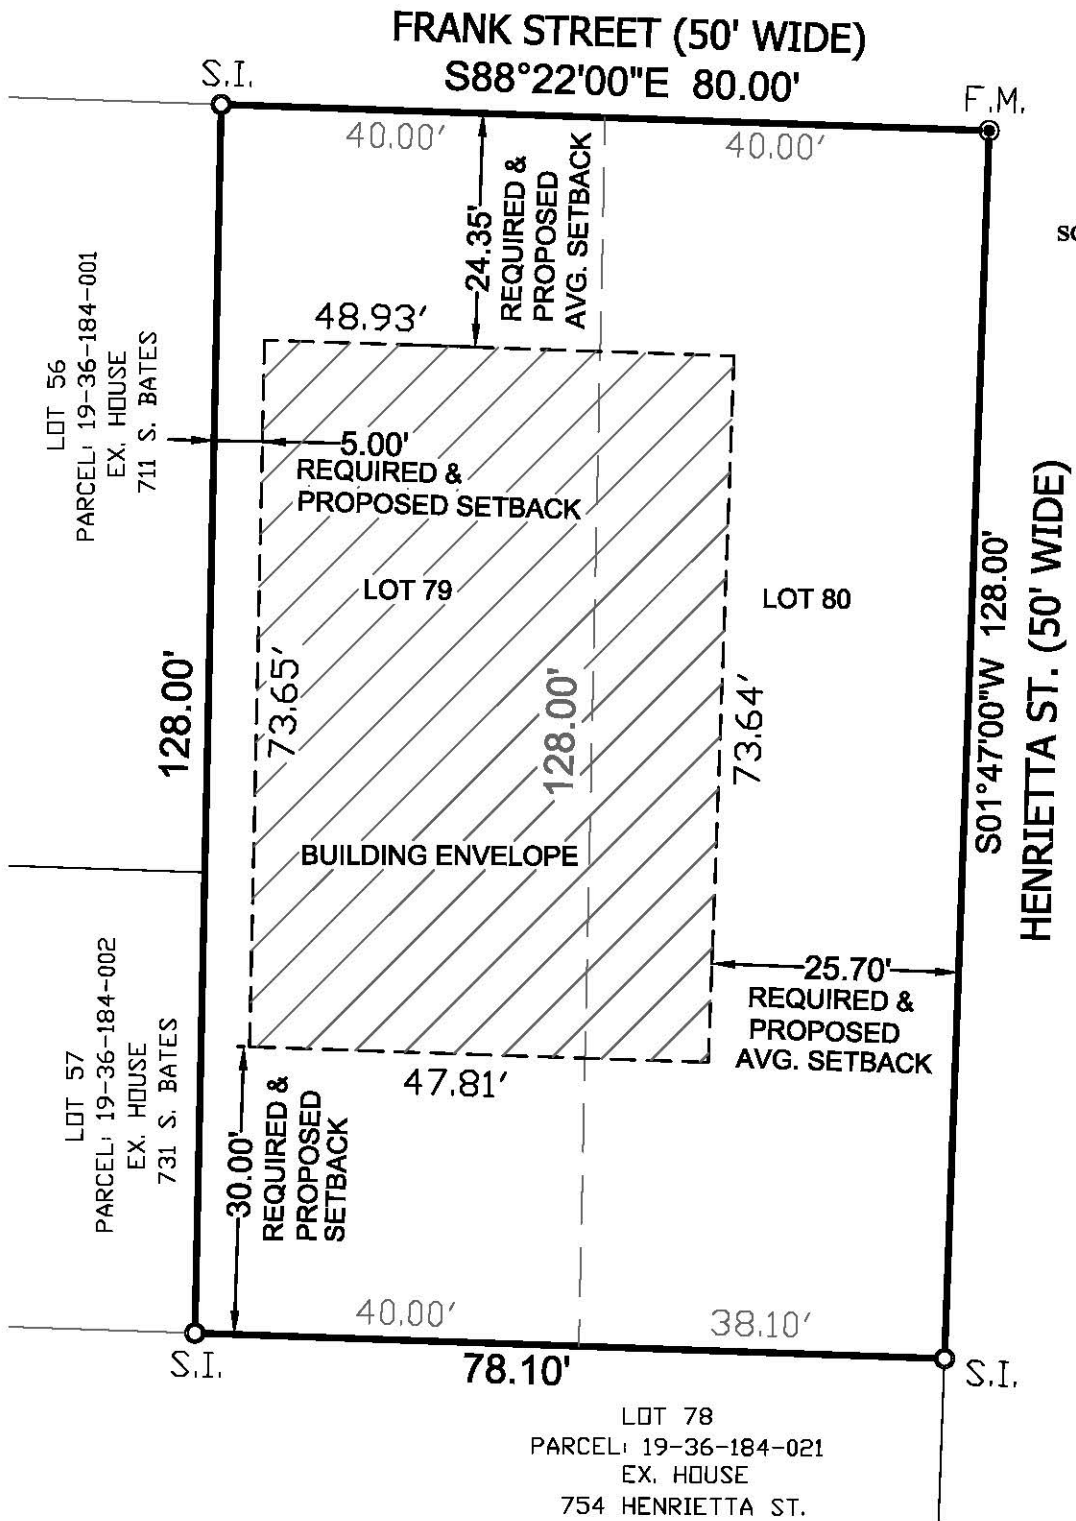 FRANK STREET (50' WIDE)
S88°22'00"E 80.00'
S.I.
F.M.
40.00'
40.00'
24.35'
REQUIRED &
PROPOSED
AVG. SETBACK
48.93'
LOT 56
PARCEL: 19-36-184-001
EX. HOUSE
711 S. BATES
5.00'
REQUIRED &
PROPOSED SETBACK
LOT 79
LOT 80
128.00'
73.65'
128.00'
73.64'
S01°47'00"W 128.00'
HENRIETTA ST. (50' WIDE)
BUILDING ENVELOPE
25.70'
REQUIRED &
PROPOSED
AVG. SETBACK
LOT 57
PARCEL: 19-36-184-002
EX. HOUSE
731 S. BATES
47.81'
30.00'
REQUIRED &
PROPOSED
SETBACK
40.00'
38.10'
S.I.
78.10'
S.I.
LOT 78
PARCEL: 19-36-184-021
EX. HOUSE
754 HENRIETTA ST.